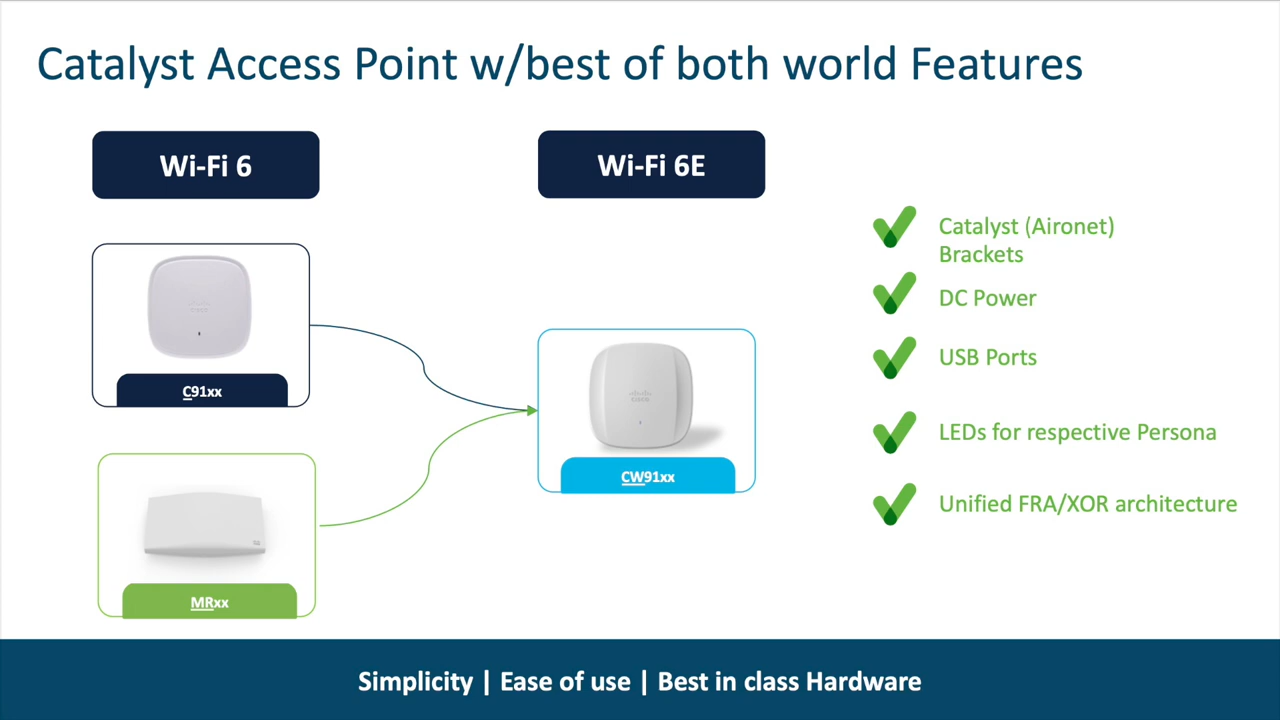 Catalyst Access Point w/best of both world Features
Wi-Fi 6
Wi-Fi 6E
C91xx
MRxx
cisco
CW91xx
Catalyst (Aironet)
Brackets
DC Power
USB Ports
LEDs for respective Persona
Unified FRA/XOR architecture
Simplicity | Ease of use | Best in class Hardware